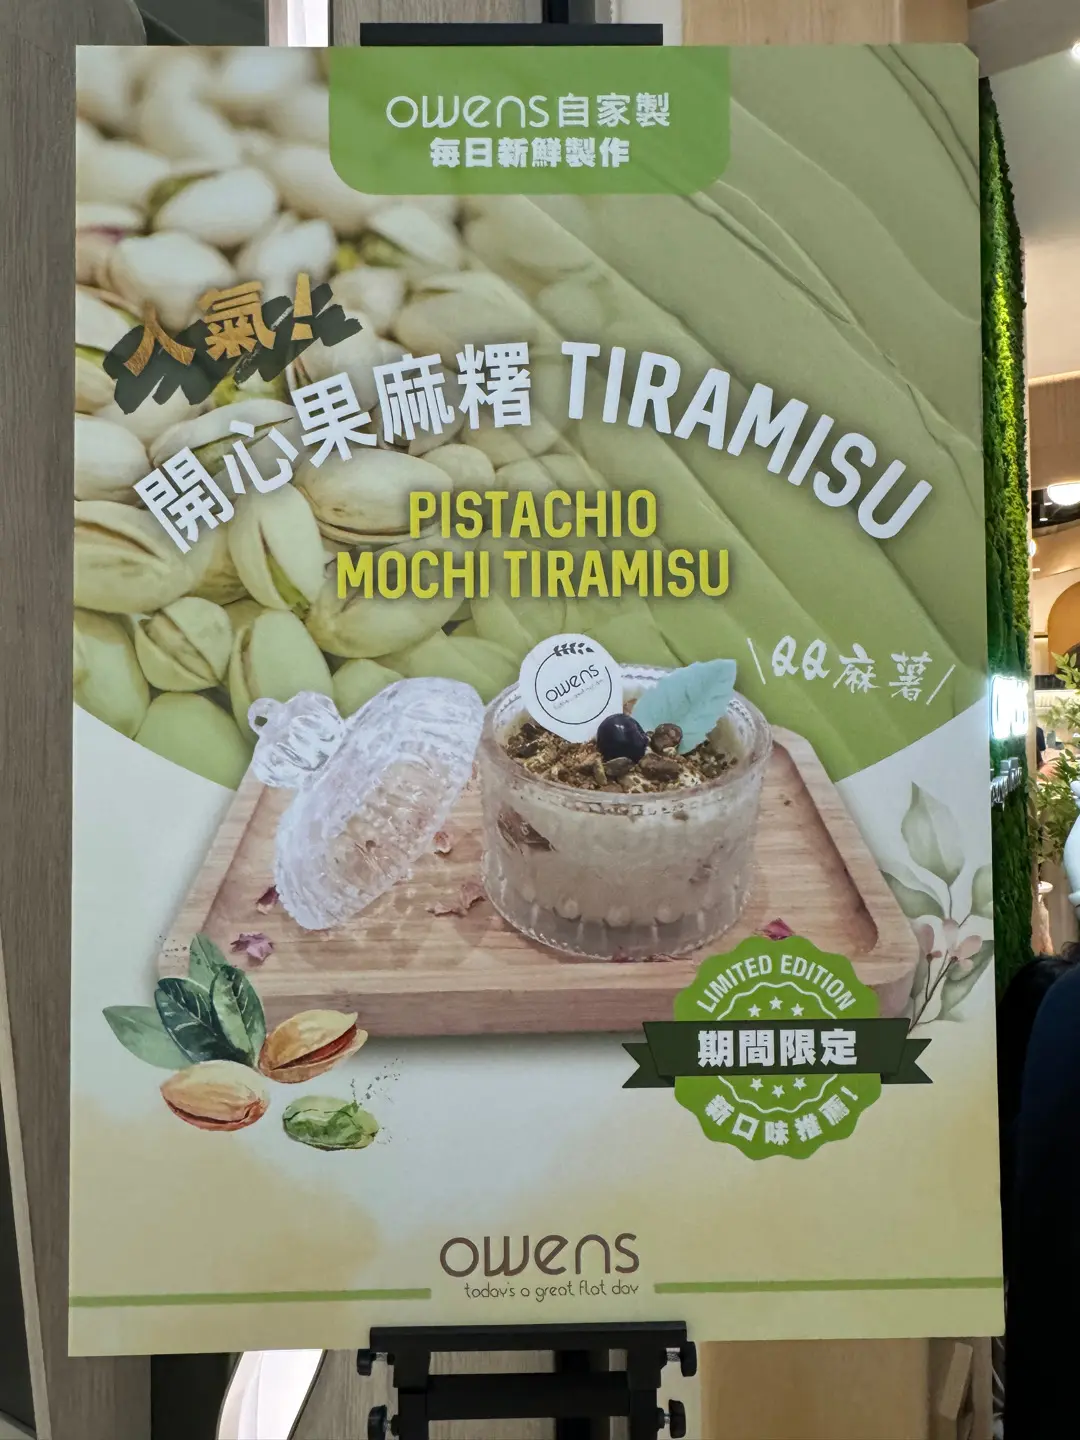 owens自家製
每日新鮮製作
人氣！
開心果麻糬 TIRAMISU
PISTACHIO
MOCHI TIRAMISU
owens
\QQ麻薯/
LIMITED EDITION
期間限定
新口味推薦！
owens
today's a great flat day